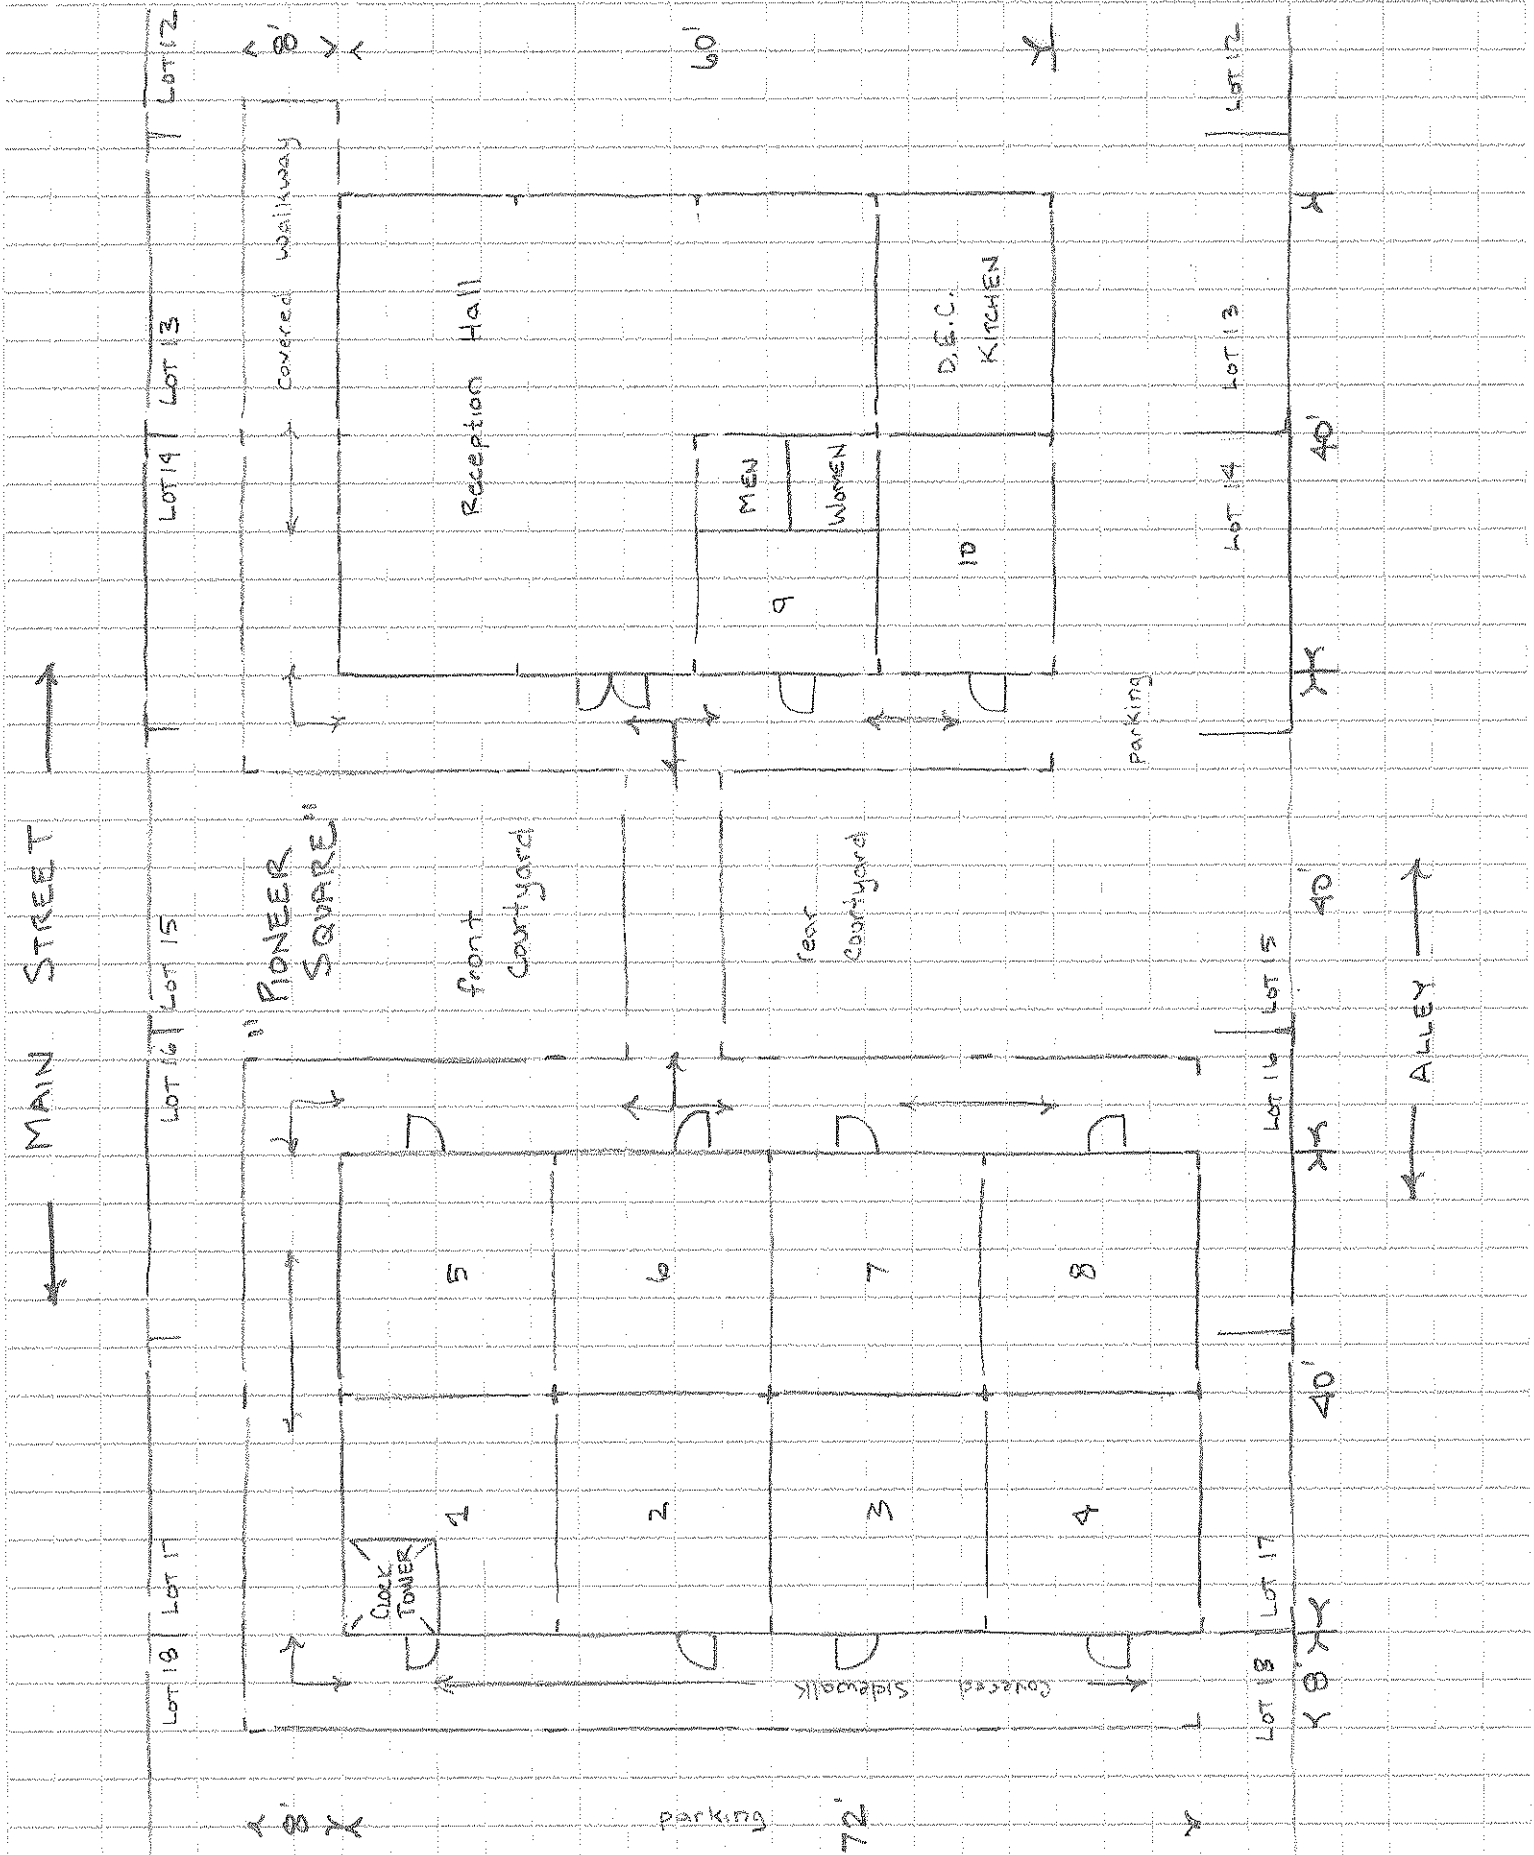 MAIN STREET
LOT 18
LOT 17
LOT 16
LOT 15
LOT 14
LOT 13
LOT 12
8'
8'
"PIONEER
SQUARE"
Covered walkway
CLOCK
TOWER
1
5
front
Courtyard
Reception Hall
60'
2
6
parking
72'
Covered Sidewalk
3
7
rear
Courtyard
9
MEN
WOMEN
4
8
10
D.E.C.
KITCHEN
parking
LOT 18
LOT 17
LOT 16
LOT 15
LOT 14
LOT 13
LOT 12
8'
40'
40'
40'
ALLEY